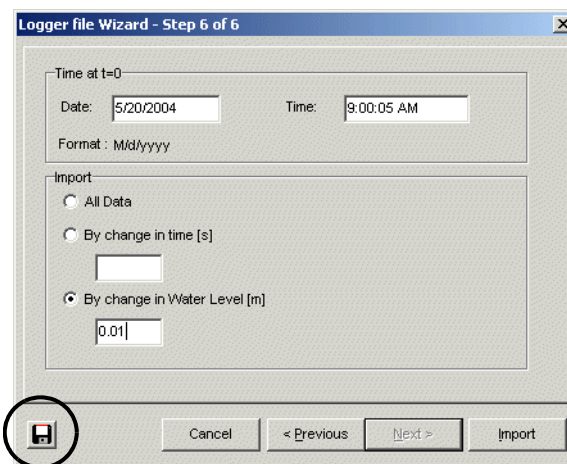 Logger file Wizard - Step 6 of 6
Time at t=0
Date: 5/20/2004 Time: 9:00:05 AM
Format : M/d/yyyy
Import
All Data
By change in time [s]
By change in Water Level [m]
0.01
Cancel < Previous Next > Import